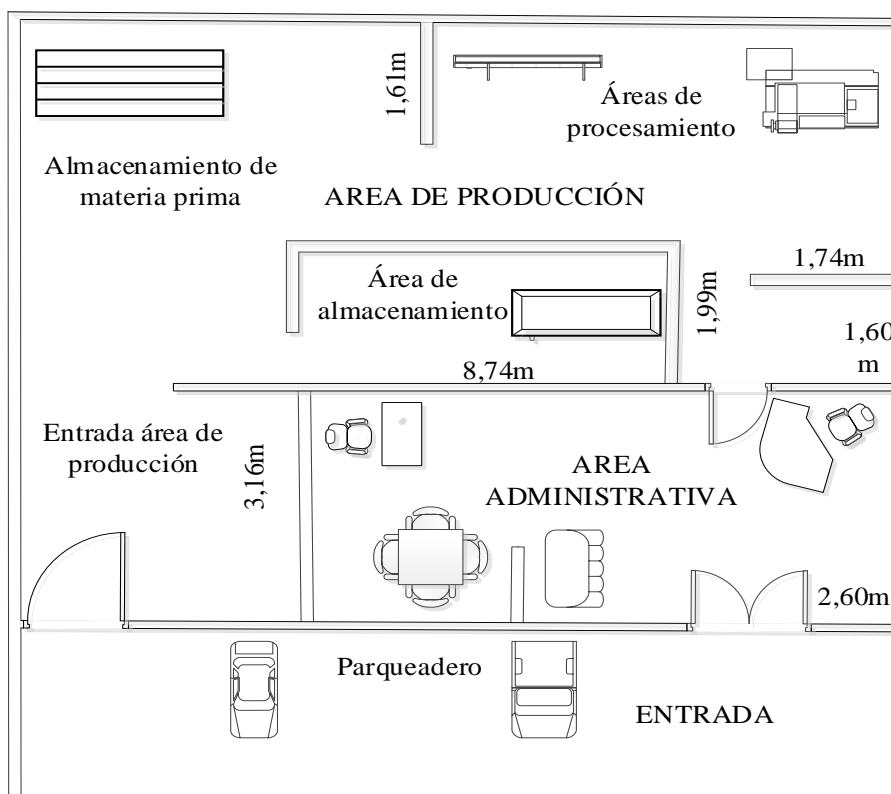 1,61m
Áreas de
procesamiento
Almacenamiento de
materia prima
AREA DE PRODUCCIÓN
1,74m
Área de
almacenamiento
1,99m
1,60
m
8,74m
Entrada área de
producción
3,16m
AREA
ADMINISTRATIVA
2,60m
Parqueadero
ENTRADA